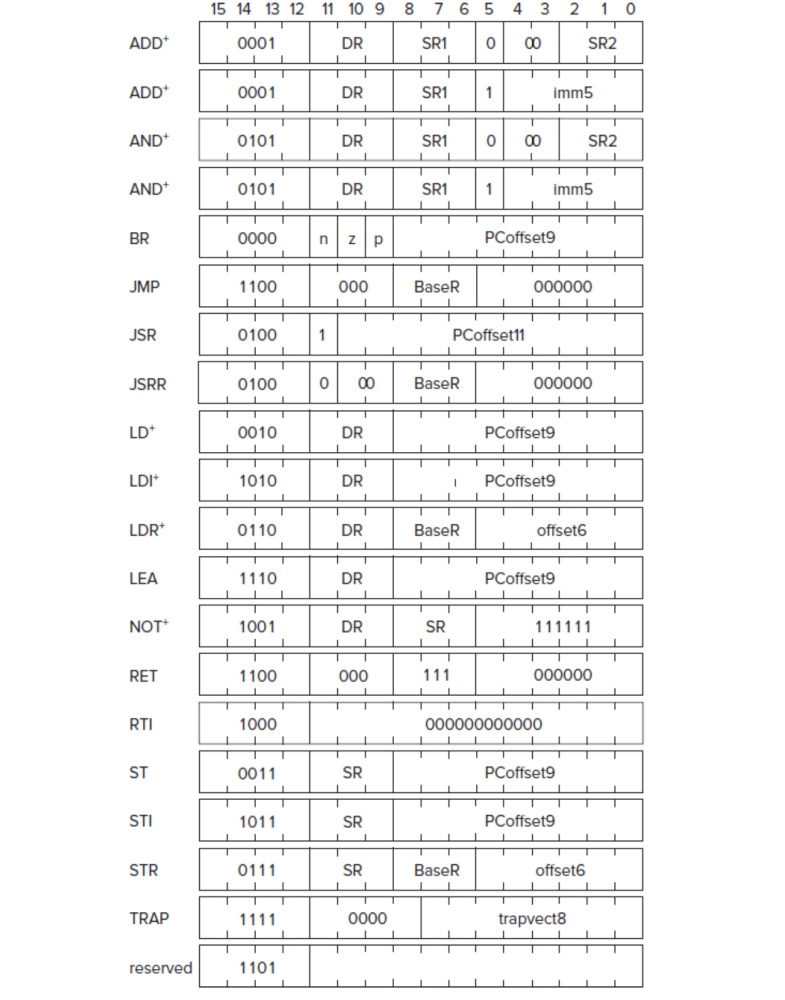 15 14 13 12 11 10 9 8 7 6 5 4 3 2 1 0
ADD+ 0001 DR SR1 0 00 SR2
ADD+ 0001 DR SR1 1 imm5
AND+ 0101 DR SR1 0 00 SR2
AND+ 0101 DR SR1 1 imm5
BR 0000 n z p PCoffset9
JMP 1100 000 BaseR 000000
JSR 0100 1 PCoffset11
JSRR 0100 0 00 BaseR 000000
LD+ 0010 DR PCoffset9
LDI+ 1010 DR PCoffset9
LDR+ 0110 DR BaseR offset6
LEA 1110 DR PCoffset9
NOT+ 1001 DR SR 111111
RET 1100 000 111 000000
RTI 1000 000000000000
ST 0011 SR PCoffset9
STI 1011 SR PCoffset9
STR 0111 SR BaseR offset6
TRAP 1111 0000 trapvect8
reserved 1101